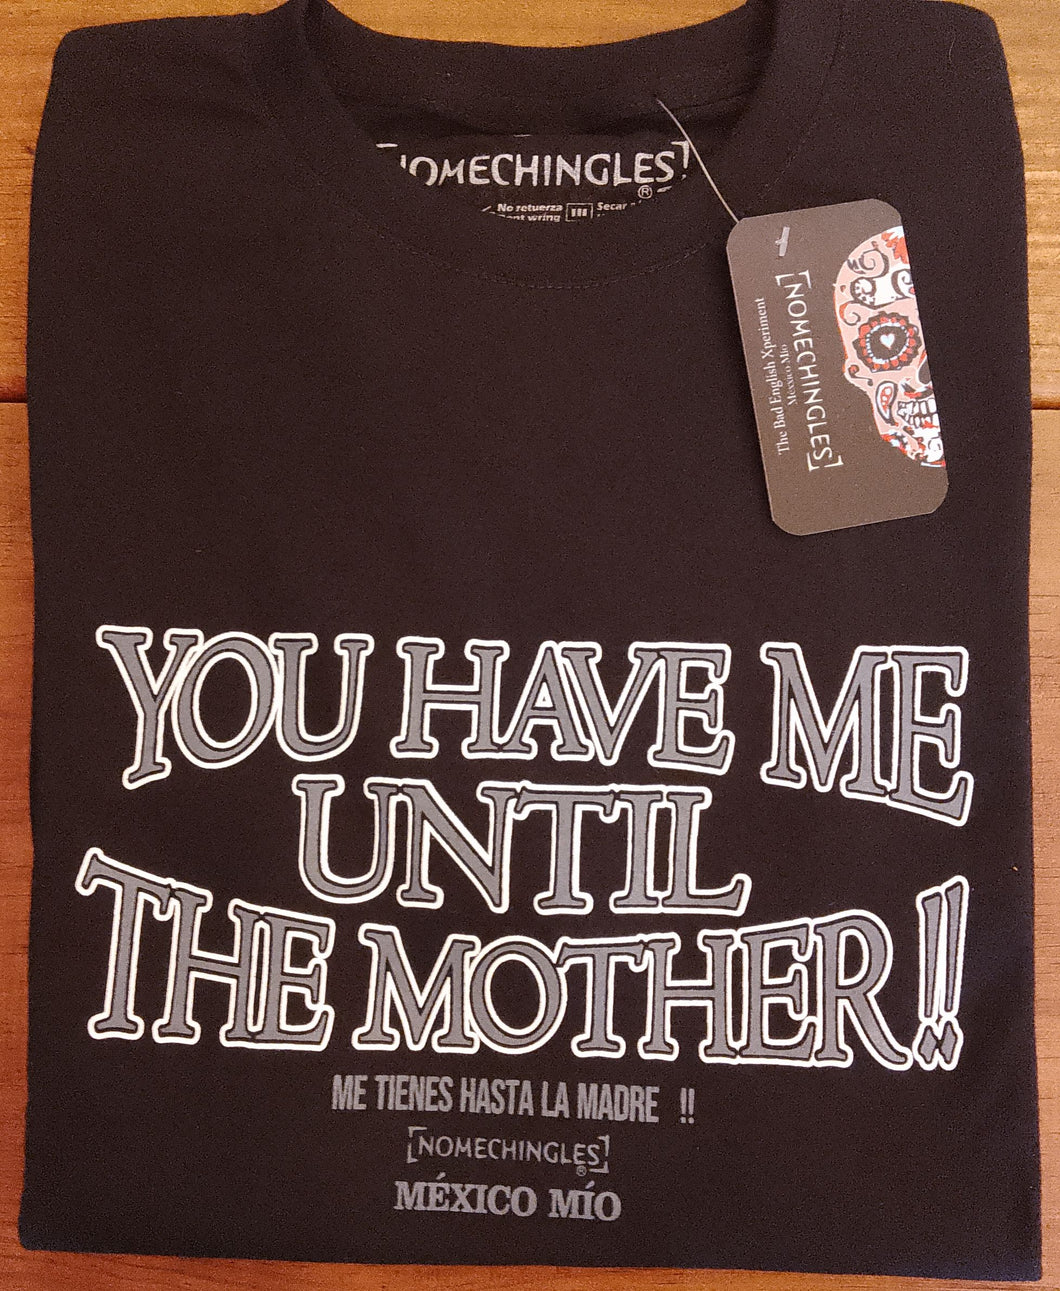 [NOMECHINGLES]®
No retuerza
Secar
wring
[NOMECHINGLES]
The Bad English Xperiment
México Mío
YOU HAVE ME
UNTIL
THE MOTHER!!
ME TIENES HASTA LA MADRE !!
[NOMECHINGLES]®
MÉXICO MÍO